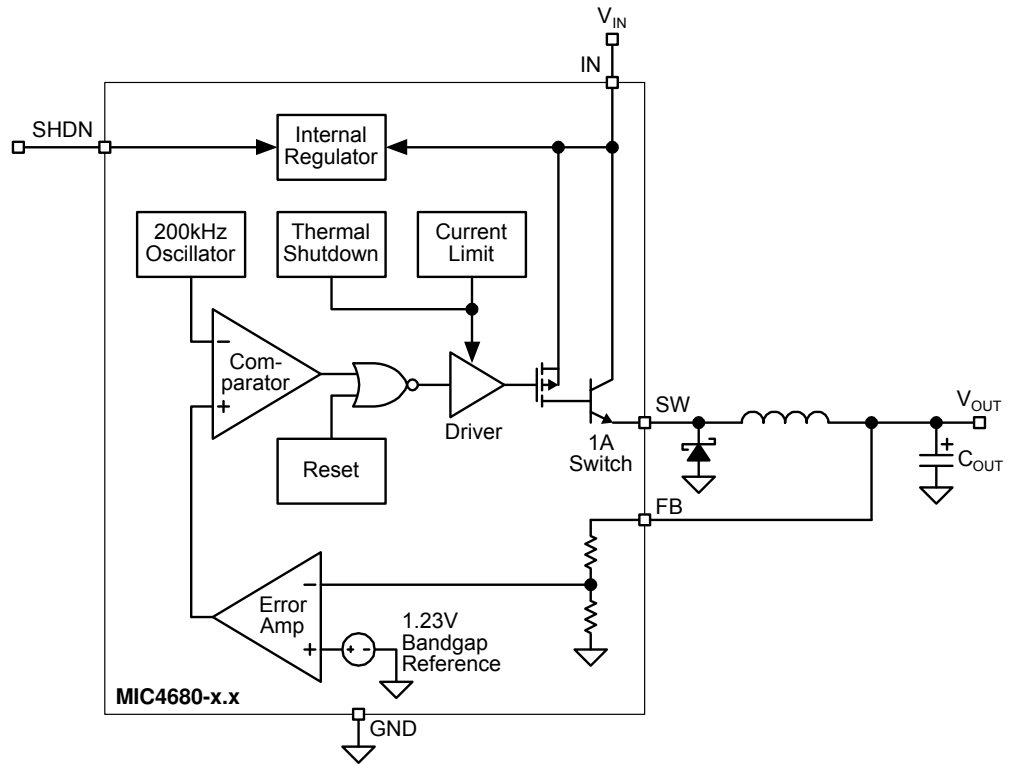 VIN
IN
SHDN
Internal
Regulator
200kHz
Oscillator
Thermal
Shutdown
Current
Limit
−
Com-
parator
+
Driver
Reset
1A
Switch
SW
VOUT
+
COUT
FB
−
Error
Amp
+
+ -
1.23V
Bandgap
Reference
MIC4680-x.x
GND